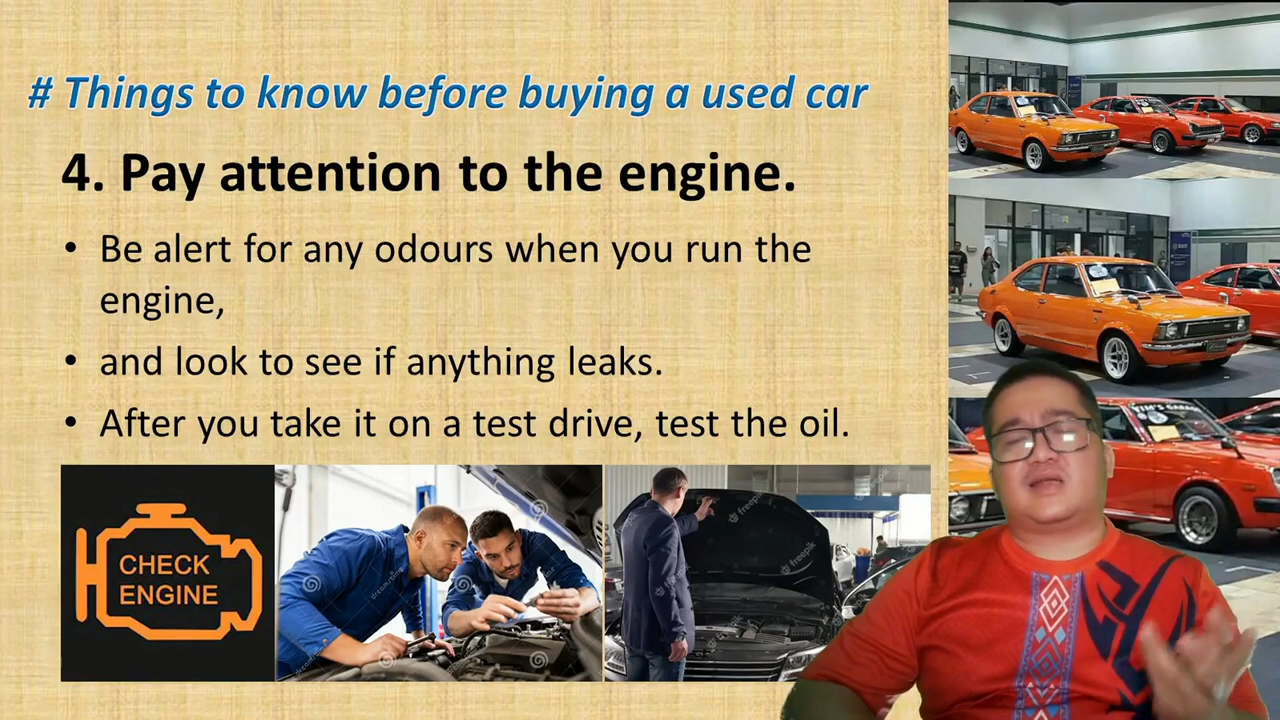 # Things to know before buying a used car
4. Pay attention to the engine.
• Be alert for any odours when you run the
engine,
• and look to see if anything leaks.
• After you take it on a test drive, test the oil.
CHECK
ENGINE
freepik
freepik